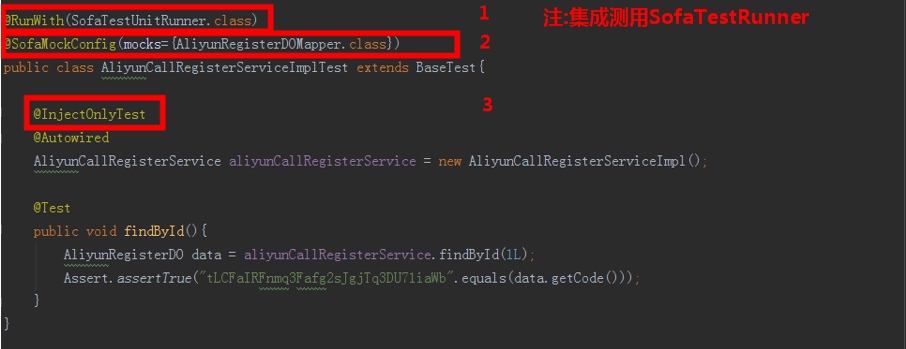 @RunWith(SofaTestUnitRunner.class) 1 注:集成测用SofaTestRunner
@SofaMockConfig(mocks={AliyunRegisterDOMapper.class}) 2
public class AliyunCallRegisterServiceImplTest extends BaseTest{
@InjectOnlyTest 3
@Autowired
AliyunCallRegisterService aliyunCallRegisterService = new AliyunCallRegisterServiceImpl();
@Test
public void findById(){
AliyunRegisterDO data = aliyunCallRegisterService.findById(1L);
Assert.assertTrue("tLCFaIRFnmq3Fafg2sJgjTq3DU7liaWb".equals(data.getCode()));
}
}